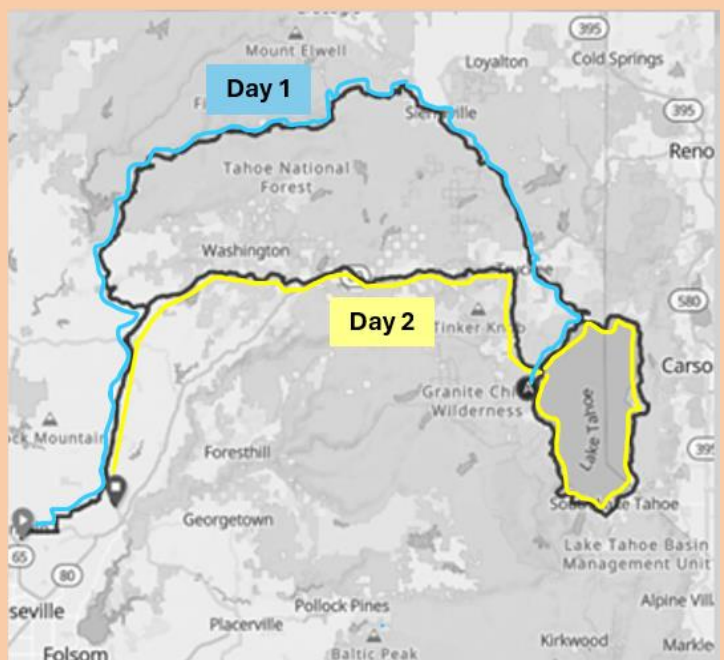 395
Mount Elwell
Loyalton
Cold Springs
Day 1
395
Reno
Tahoe National
Forest
Washington
580
Day 2
Tinker
Carso
Granite Chi
Wilderness
A
Lake Tahoe
ck Mountain
Foresthill
Georgetown
65
80
Lake Tahoe Basin
Management Unit
seville
Pollock Pines
Alpine Vill
Placerville
Kirkwood
Markle
Folsom
Baltic Peak